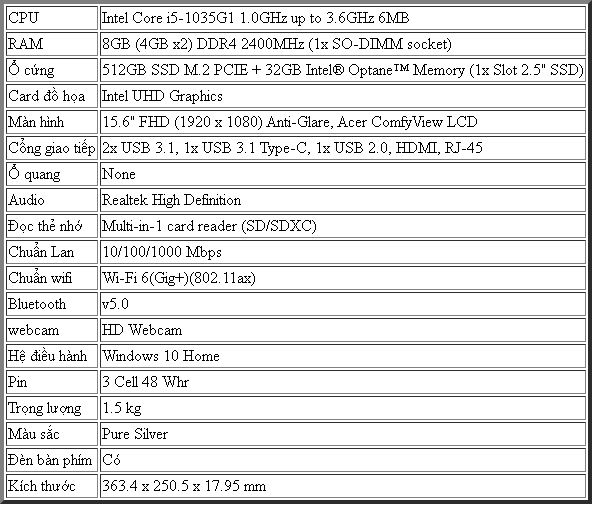 CPU Intel Core i5-1035G1 1.0GHz up to 3.6GHz 6MB
RAM 8GB (4GB x2) DDR4 2400MHz (1x SO-DIMM socket)
Ổ cứng 512GB SSD M.2 PCIE + 32GB Intel® Optane™ Memory (1x Slot 2.5" SSD)
Card đồ họa Intel UHD Graphics
Màn hình 15.6" FHD (1920 x 1080) Anti-Glare, Acer ComfyView LCD
Cổng giao tiếp 2x USB 3.1, 1x USB 3.1 Type-C, 1x USB 2.0, HDMI, RJ-45
Ổ quang None
Audio Realtek High Definition
Đọc thẻ nhớ Multi-in-1 card reader (SD/SDXC)
Chuẩn Lan 10/100/1000 Mbps
Chuẩn wifi Wi-Fi 6(Gig+)(802.11ax)
Bluetooth v5.0
webcam HD Webcam
Hệ điều hành Windows 10 Home
Pin 3 Cell 48 Whr
Trọng lượng 1.5 kg
Màu sắc Pure Silver
Đèn bàn phím Có
Kích thước 363.4 x 250.5 x 17.95 mm